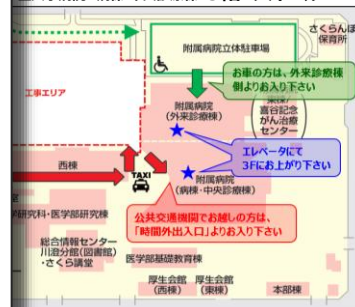 附属病院立体駐車場
さくらんぼ
保育所
お車の方は、外来診療棟
側よりお入り下さい
工事エリア
附属病院
(外来診療棟)
喜谷記念
がん治療
センター
エレベータにて
3Fにお上がり下さい
西棟
TAXI
附属病院
(病棟・中央診療棟)
研究科・医学部研究棟
公共交通機関でお越しの方は、
「時間外出入口」よりお入り下さい
総合情報センター
川澄分館(図書館)
・さくら講堂
医学部基礎教育棟
厚生会館
(西棟)
厚生会館
(東棟)
本部棟